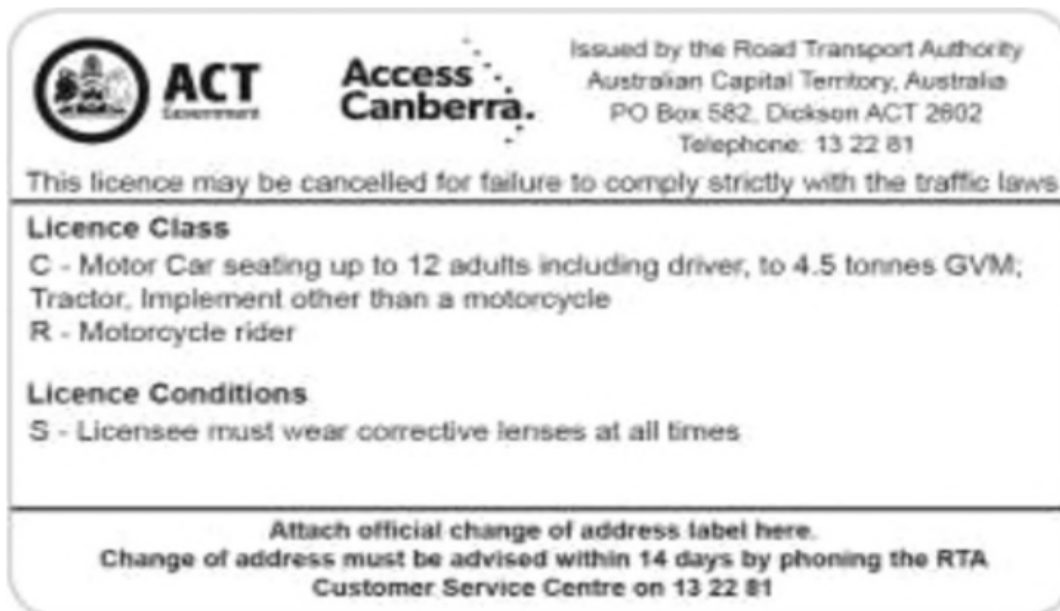 ACT
Government
Access
Canberra.
Issued by the Road Transport Authority
Australian Capital Territory, Australia
PO Box 582, Dickson ACT 2602
Telephone: 13 22 81
This licence may be cancelled for failure to comply strictly with the traffic laws
Licence Class
C - Motor Car seating up to 12 adults including driver, to 4.5 tonnes GVM;
Tractor, Implement other than a motorcycle
R - Motorcycle rider
Licence Conditions
S - Licensee must wear corrective lenses at all times
Attach official change of address label here.
Change of address must be advised within 14 days by phoning the RTA
Customer Service Centre on 13 22 81